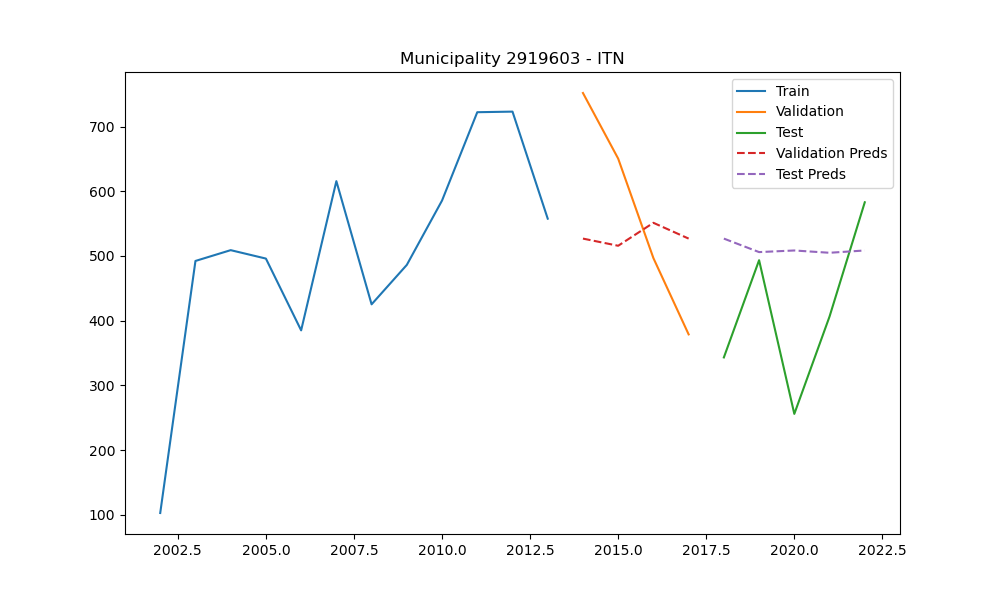 Municipality 2919603 - ITN
Train
Validation
Test
Validation Preds
Test Preds
700
600
500
400
300
200
100
2002.5 2005.0 2007.5 2010.0 2012.5 2015.0 2017.5 2020.0 2022.5